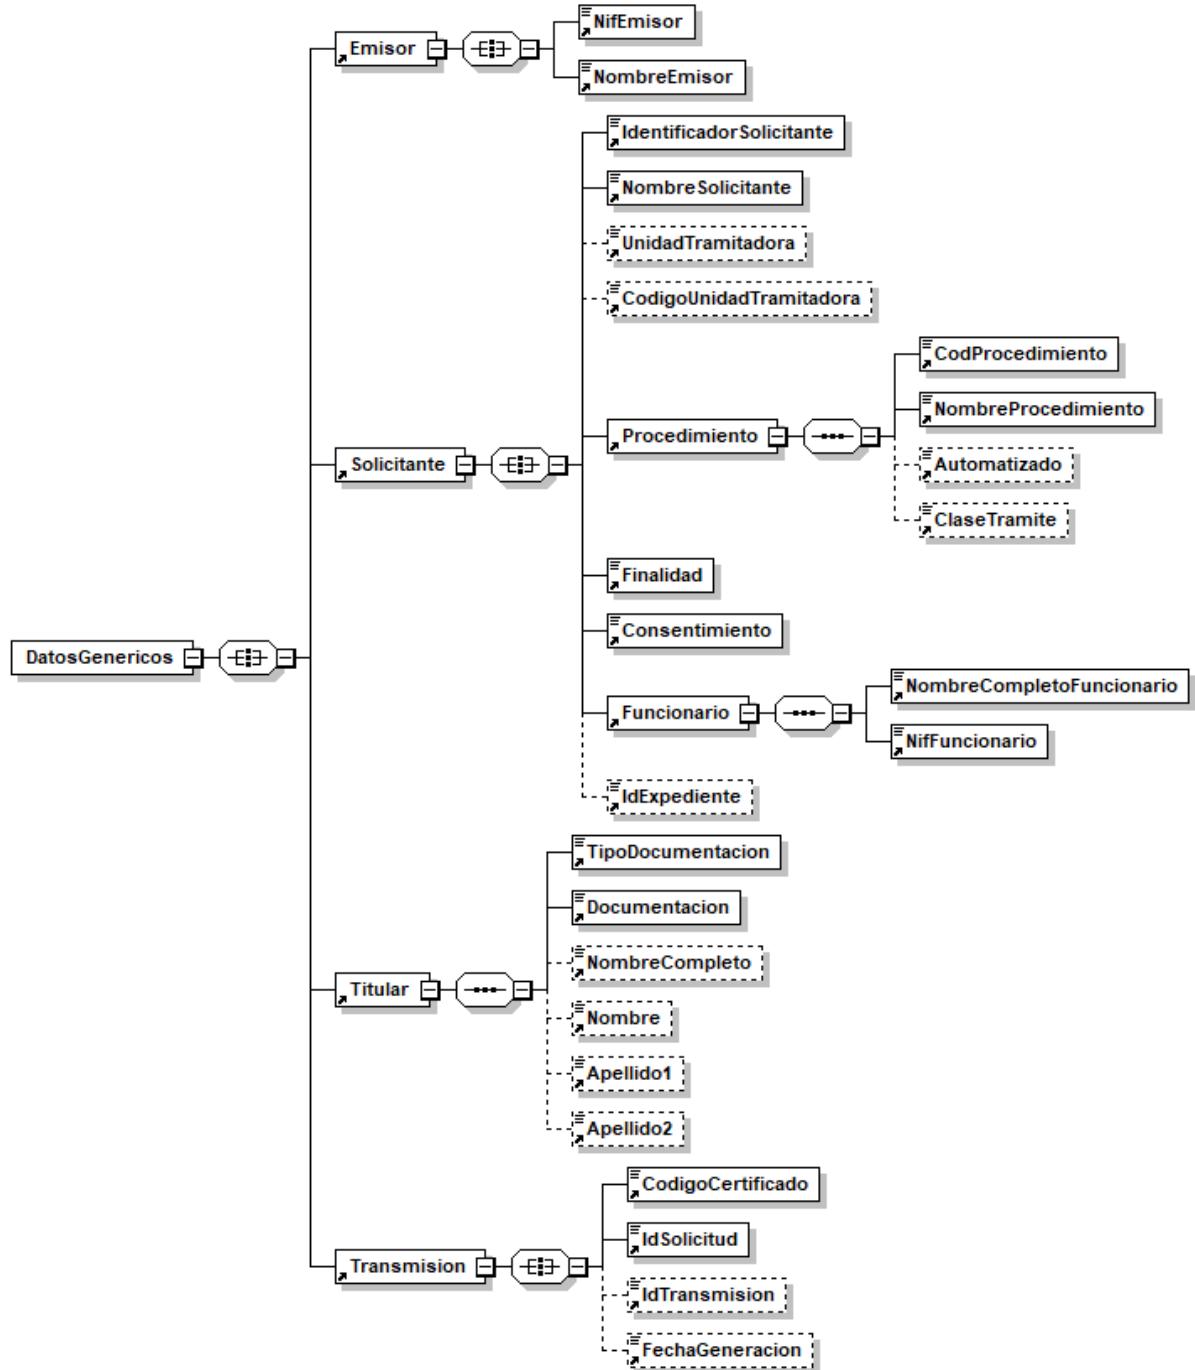 NifEmisor
Emisor
NombreEmisor
IdentificadorSolicitante
NombreSolicitante
UnidadTramitadora
CodigoUnidadTramitadora
CodProcedimiento
NombreProcedimiento
Procedimiento
Automatizado
Solicitante
ClaseTramite
Finalidad
Consentimiento
DatosGenericos
NombreCompletoFuncionario
Funcionario
NifFuncionario
IdExpediente
TipoDocumentacion
Documentacion
NombreCompleto
Titular
Nombre
Apellido1
Apellido2
CodigoCertificado
IdSolicitud
Transmision
IdTransmision
FechaGeneracion